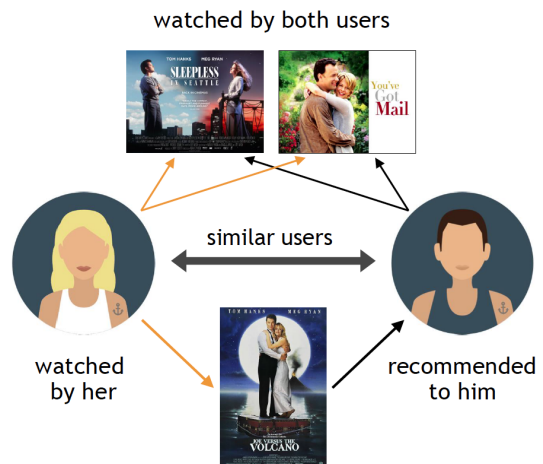 watched by both users
TOM HANKS MEG RYAN
SLEEPLESS
IN SEATTLE
You've
Got
Mail
similar users
TOM HANKS MEG RYAN
JOE VERSUS THE
VOLCANO
watched
by her
recommended
to him